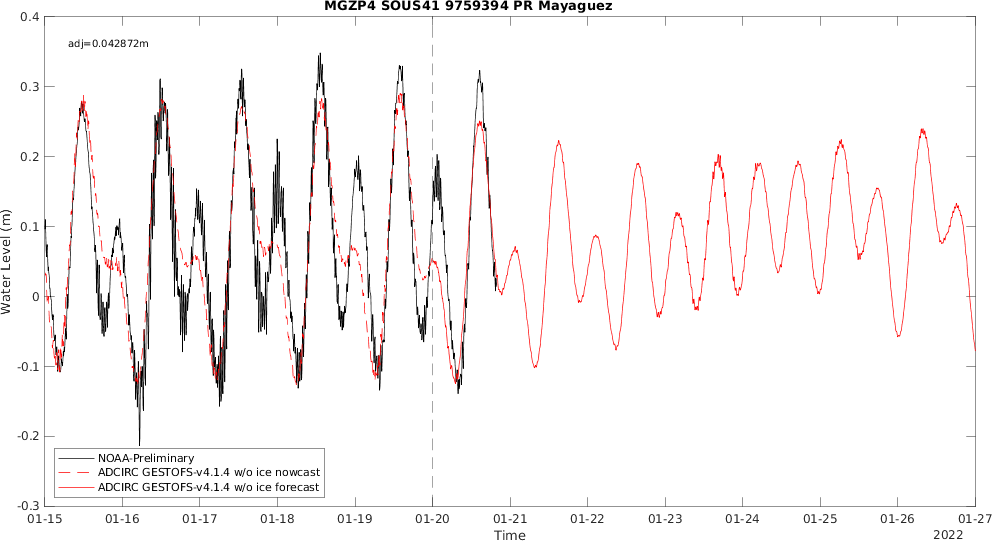 MGZP4 SOUS41 9759394 PR Mayaguez
0.4
adj=0.042872m
0.3
0.2
0.1
0
-0.1
-0.2
-0.3
Water Level (m)
NOAA-Preliminary
ADCIRC GESTOFS-v4.1.4 w/o ice nowcast
ADCIRC GESTOFS-v4.1.4 w/o ice forecast
01-15 01-16 01-17 01-18 01-19 01-20 01-21 01-22 01-23 01-24 01-25 01-26 01-27
Time
2022